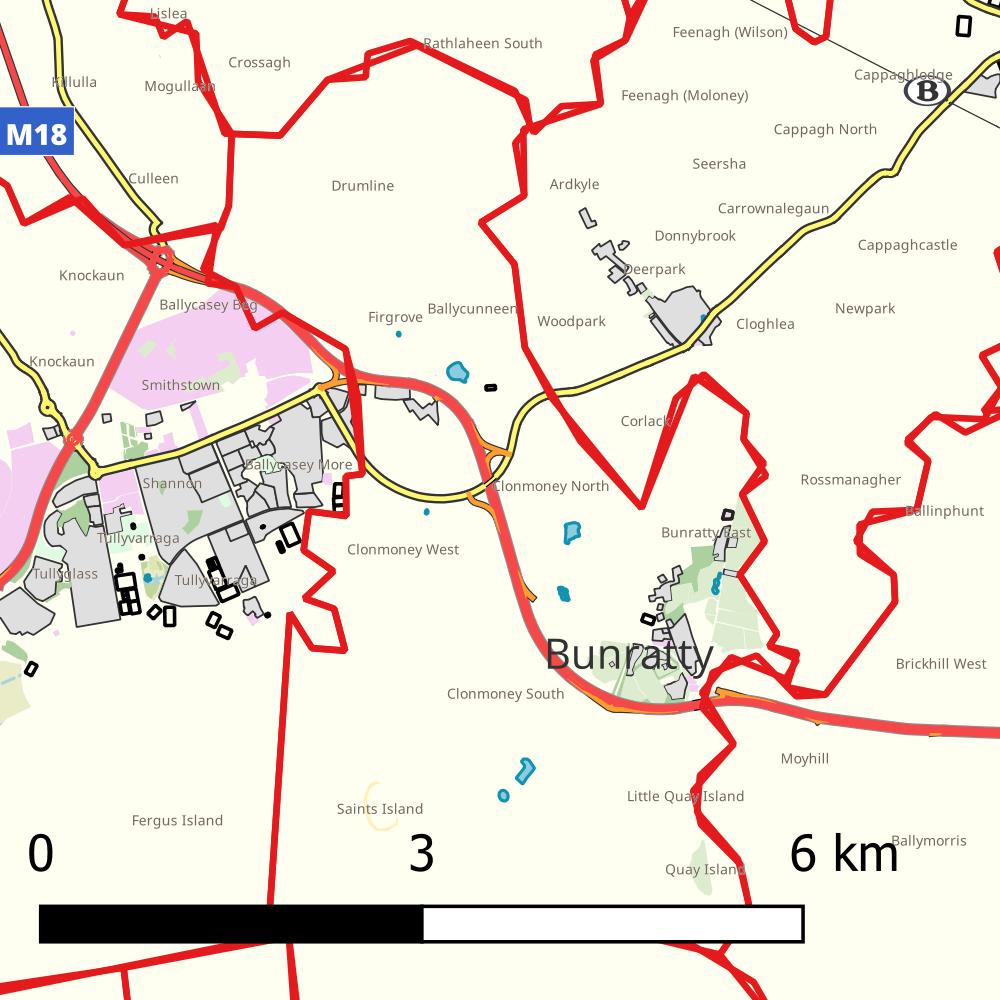 Lislea
Rathlaheen South
Feenagh (Wilson)
Crossagh
Killulla
Mogullaan
Cappaghledge
B
Feenagh (Moloney)
M18
Cappagh North
Seersha
Culleen
Drumline
Ardkyle
Carrownalegaun
Donnybrook
Cappaghcastle
Knockaun
Deerpark
Ballycasey Beg
Ballycunneen
Newpark
Firgrove
Woodpark
Cloghlea
Knockaun
Smithstown
Corlack
Ballycasey More
Shannon
Rossmanagher
Clonmoney North
Ballinphunt
Tullyvarraga
Bunratty East
Clonmoney West
Tullyglass
Tullyvarraga
Bunratty
Brickhill West
Clonmoney South
Moyhill
Little Quay Island
Saints Island
Fergus Island
Ballymorris
0 3 6 km
Quay Island